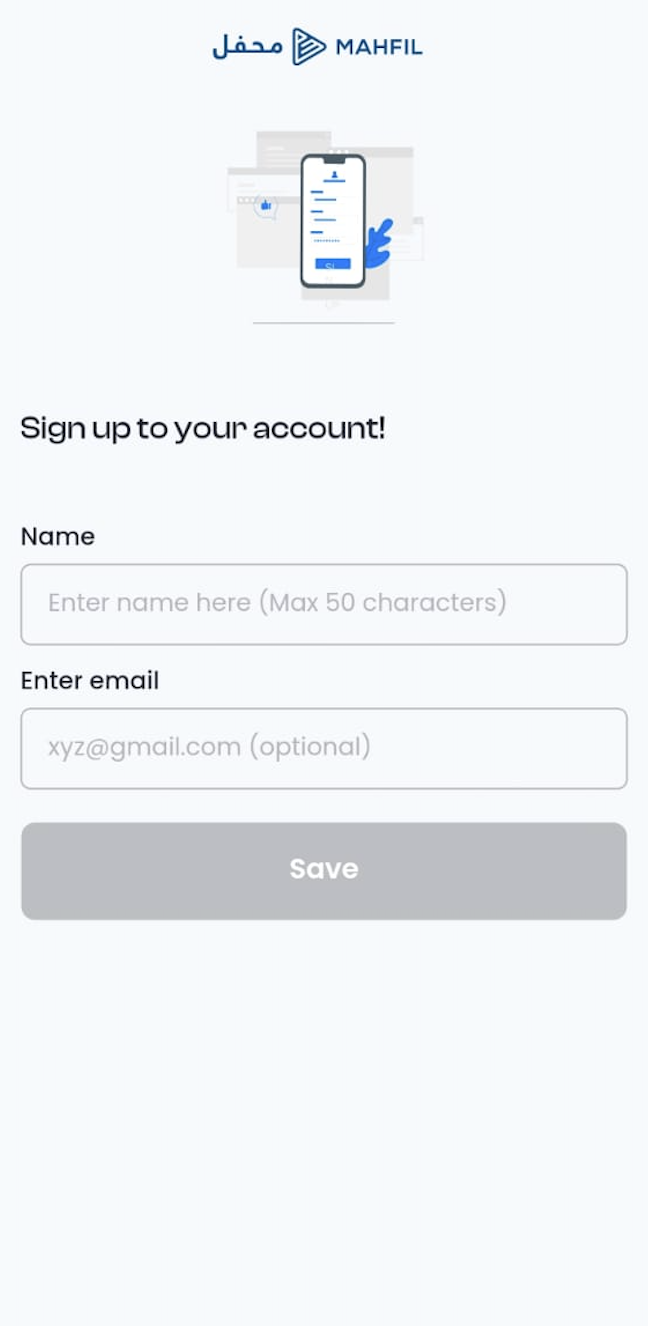 محفل MAHFIL
Sign up to your account!
Name
Enter name here (Max 50 characters)
Enter email
xyz@gmail.com (optional)
Save